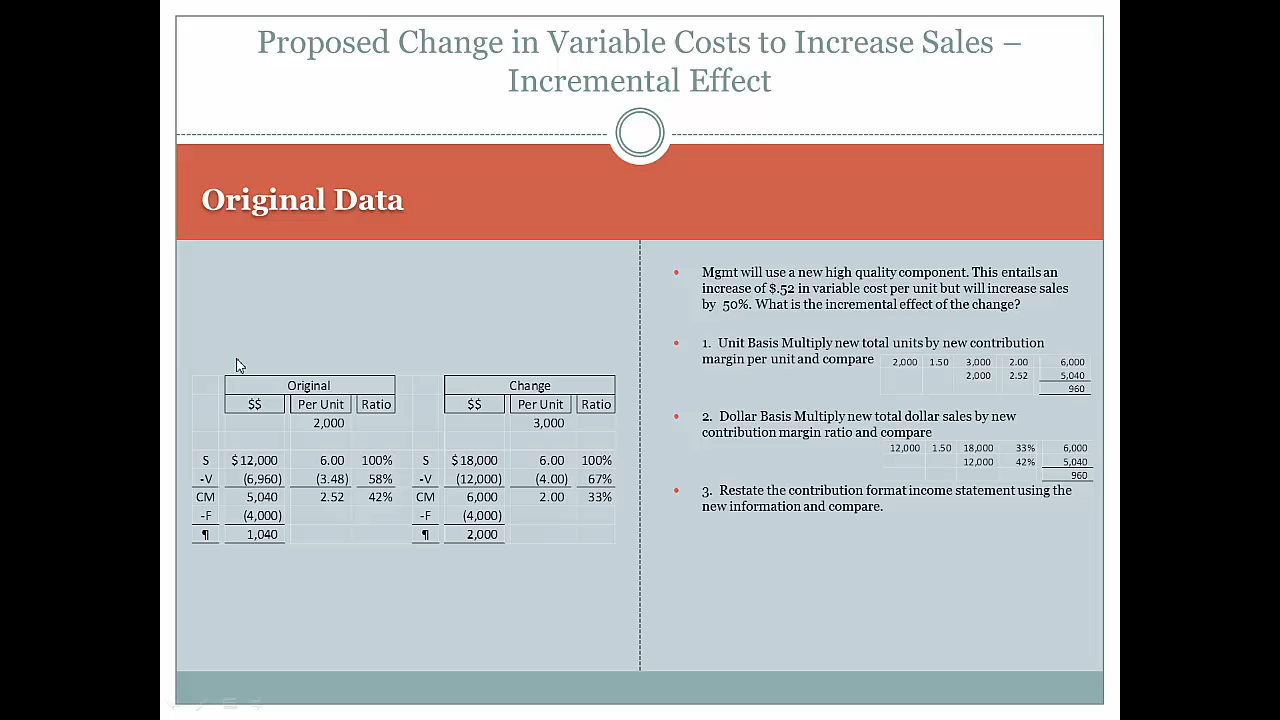 Proposed Change in Variable Costs to Increase Sales –
Incremental Effect
Original Data
Original Change
$$ Per Unit Ratio $$ Per Unit Ratio
2,000 3,000
S $12,000 6.00 100% S $18,000 6.00 100%
-V (6,960) (3.48) 58% -V (12,000) (4.00) 67%
CM 5,040 2.52 42% CM 6,000 2.00 33%
-F (4,000) -F (4,000)
¶ 1,040 ¶ 2,000
• Mgmt will use a new high quality component. This entails an
increase of $.52 in variable cost per unit but will increase sales
by 50%. What is the incremental effect of the change?
• 1. Unit Basis Multiply new total units by new contribution
margin per unit and compare
2,000 1.50 3,000 2.00 6,000
2,000 2.52 5,040
960
• 2. Dollar Basis Multiply new total dollar sales by new
contribution margin ratio and compare
12,000 1.50 18,000 33% 6,000
12,000 42% 5,040
960
• 3. Restate the contribution format income statement using the
new information and compare.